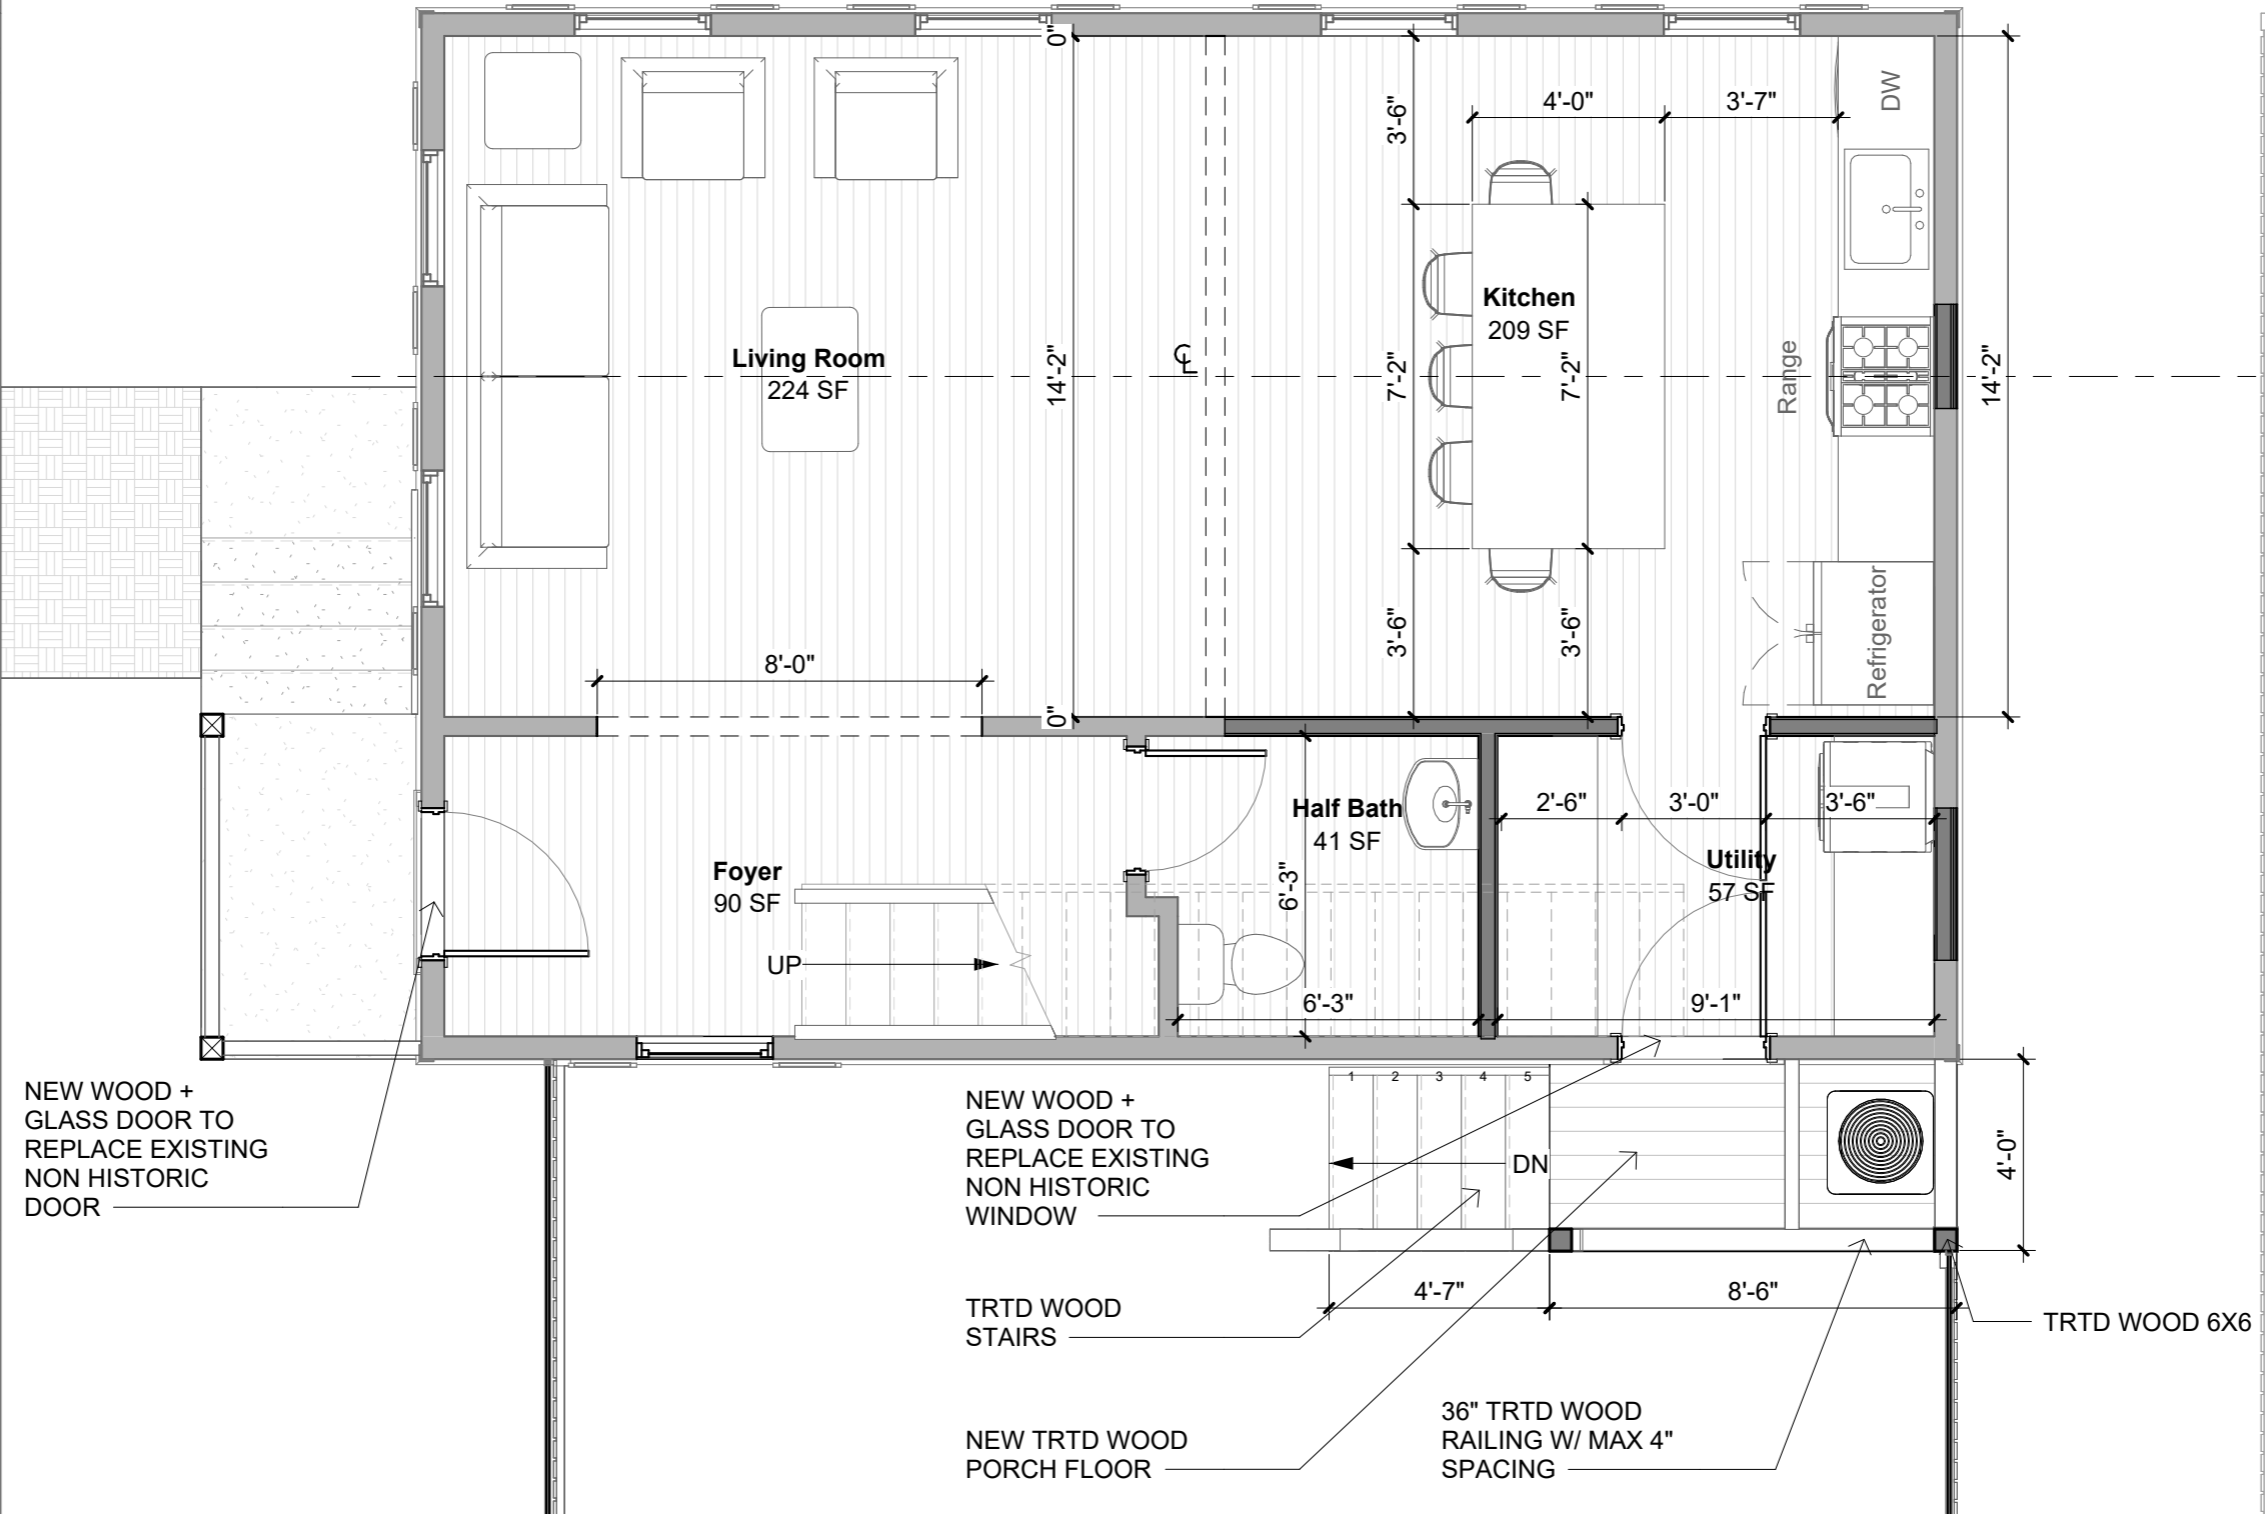 0"
DW
4'-0"
3'-7"
3'-6"
Kitchen
209 SF
Living Room
224 SF
14'-2"
℄
7'-2"
7'-2"
Range
14'-2"
3'-6"
3'-6"
Refrigerator
8'-0"
0"
Half Bath
41 SF
2'-6"
3'-0"
3'-6"
Foyer
90 SF
6'-3"
Utility
57 SF
UP
6'-3"
9'-1"
1 2 3 4 5
DN
4'-0"
NEW WOOD +
GLASS DOOR TO
REPLACE EXISTING
NON HISTORIC
DOOR
NEW WOOD +
GLASS DOOR TO
REPLACE EXISTING
NON HISTORIC
WINDOW
4'-7"
8'-6"
TRTD WOOD
STAIRS
TRTD WOOD 6X6
NEW TRTD WOOD
PORCH FLOOR
36" TRTD WOOD
RAILING W/ MAX 4"
SPACING